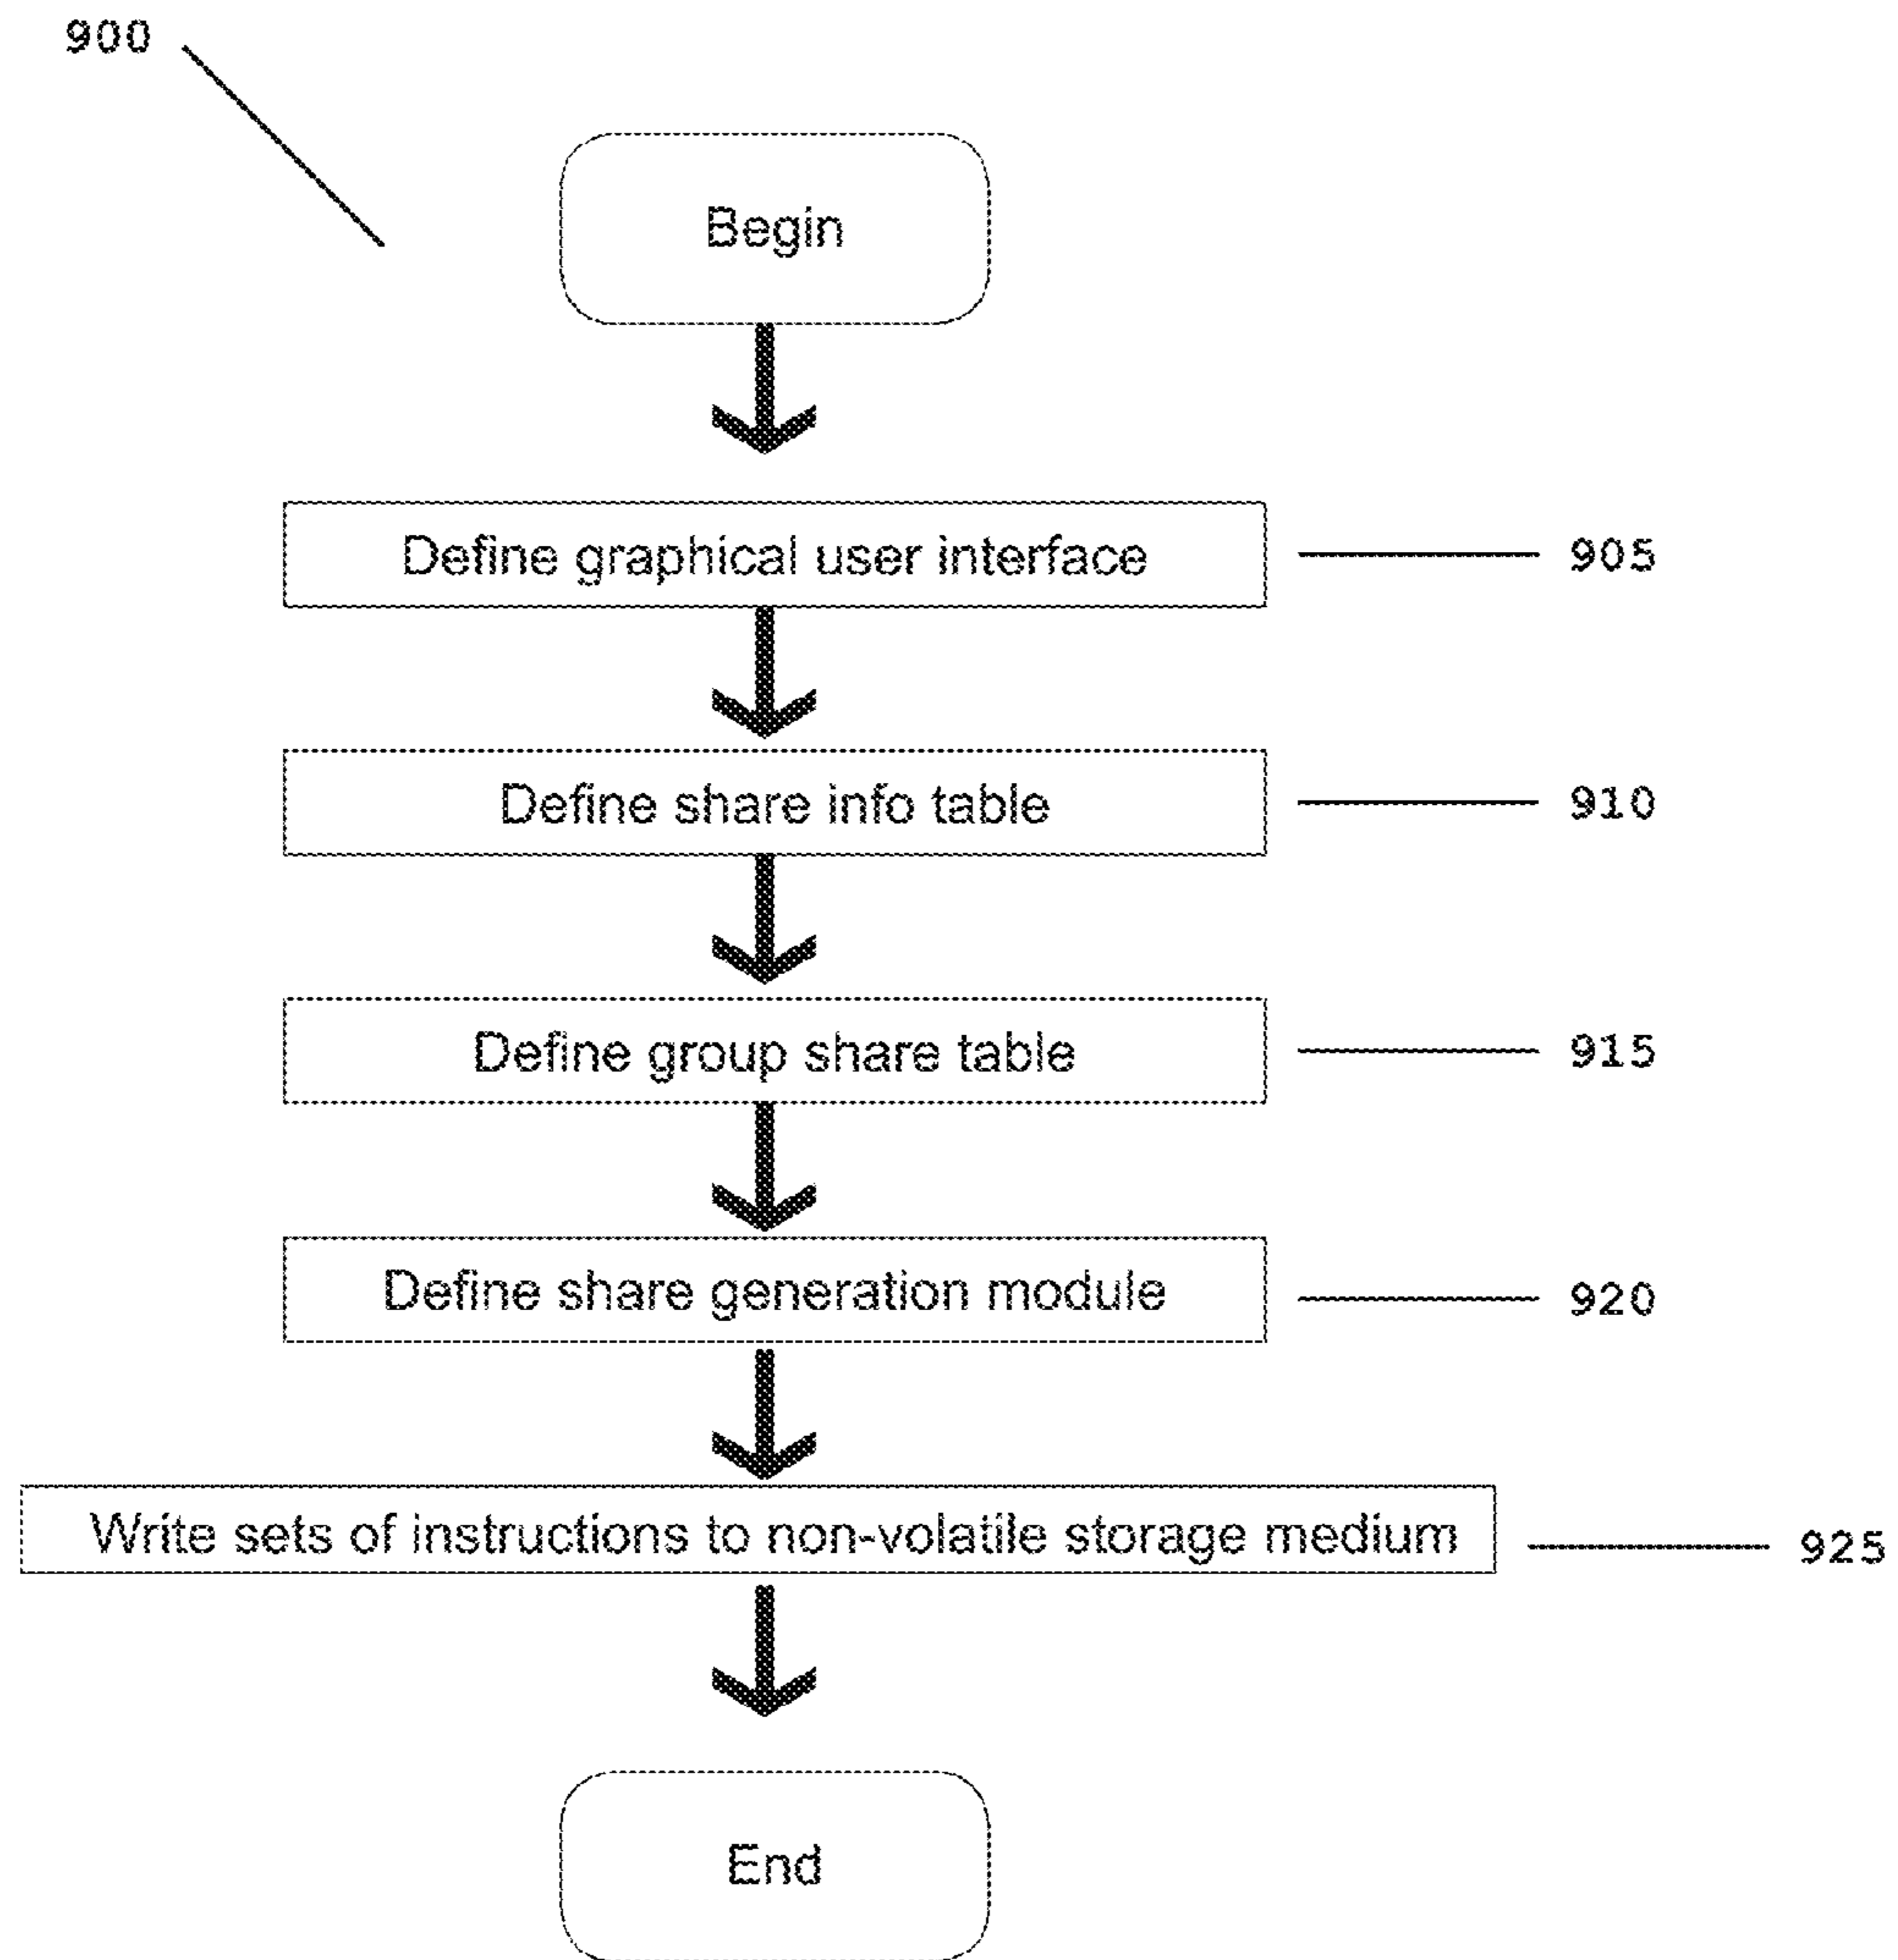 900
Begin
Define graphical user interface
905
Define share info table
910
Define group share table
915
Define share generation module
920
Write sets of instructions to non-volatile storage medium
925
End